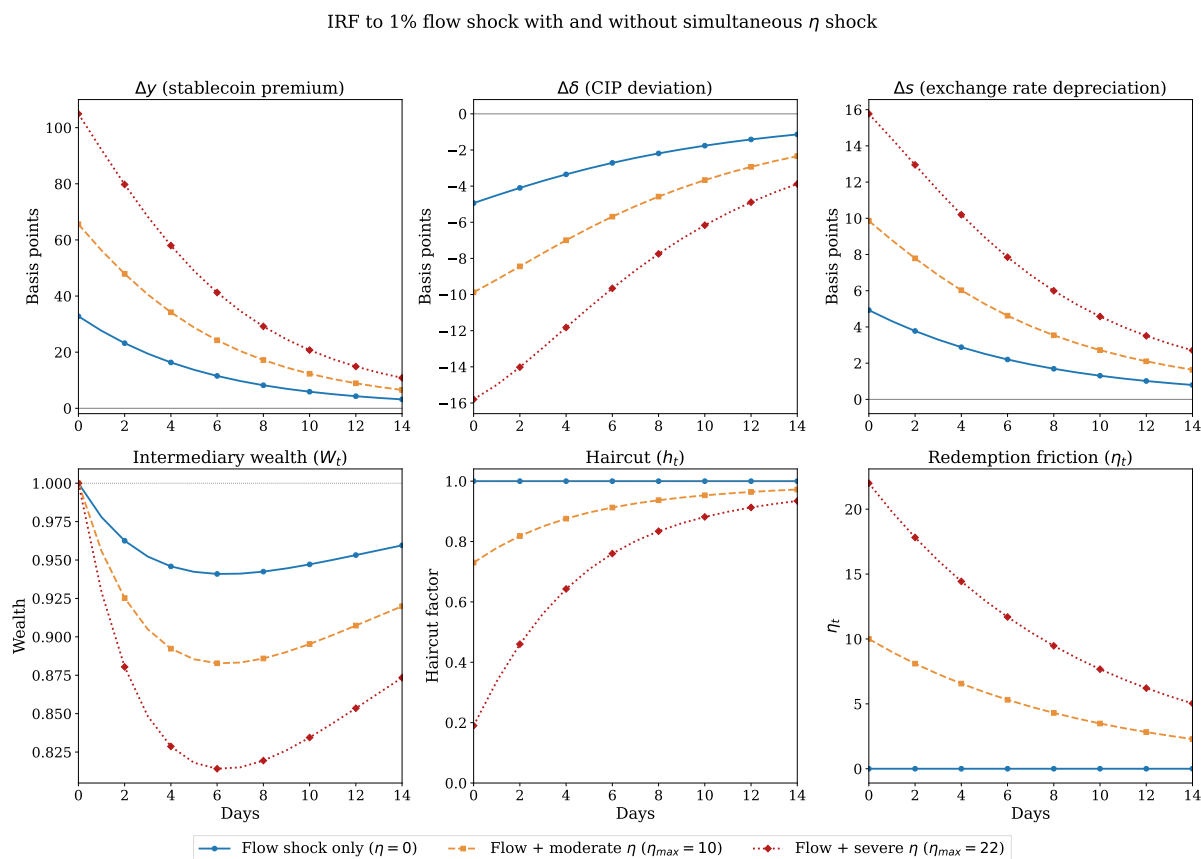 IRF to 1% flow shock with and without simultaneous η shock
Δy (stablecoin premium)
Δδ (CIP deviation)
Δs (exchange rate depreciation)
Basis points
100
80
60
40
20
0
0 2 4 6 8 10 12 14
Basis points
0
−2
−4
−6
−8
−10
−12
−14
−16
0 2 4 6 8 10 12 14
Basis points
16
14
12
10
8
6
4
2
0
0 2 4 6 8 10 12 14
Intermediary wealth (W_t)
Haircut (h_t)
Redemption friction (η_t)
Wealth
1.000
0.975
0.950
0.925
0.900
0.875
0.850
0.825
0 2 4 6 8 10 12 14
Days
Haircut factor
1.0
0.8
0.6
0.4
0.2
0.0
0 2 4 6 8 10 12 14
Days
η_t
20
15
10
5
0
0 2 4 6 8 10 12 14
Days
Flow shock only (η = 0)
Flow + moderate η (η_max = 10)
Flow + severe η (η_max = 22)